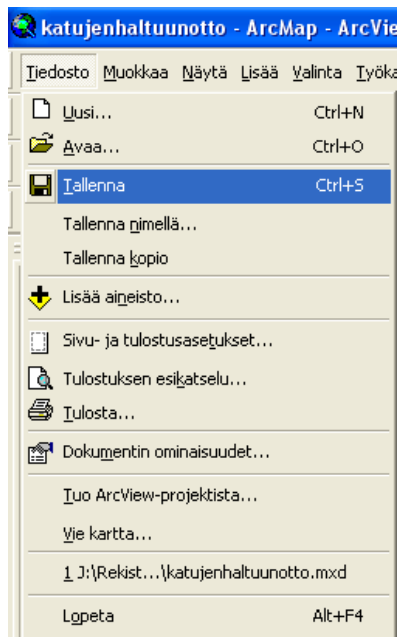 katujenhaltuunotto - ArcMap - ArcVie
Tiedosto Muokkaa Näytä Lisää Valinta Työka
Uusi... Ctrl+N
Avaa... Ctrl+O
Tallenna Ctrl+S
Tallenna nimellä...
Tallenna kopio
Lisää aineisto...
Sivu- ja tulostusasetukset...
Tulostuksen esikatselu...
Tulosta...
Dokumentin ominaisuudet...
Tuo ArcView-projektista...
Vie kartta...
1 J:\Rekist...\katujenhaltuunotto.mxd
Lopeta Alt+F4